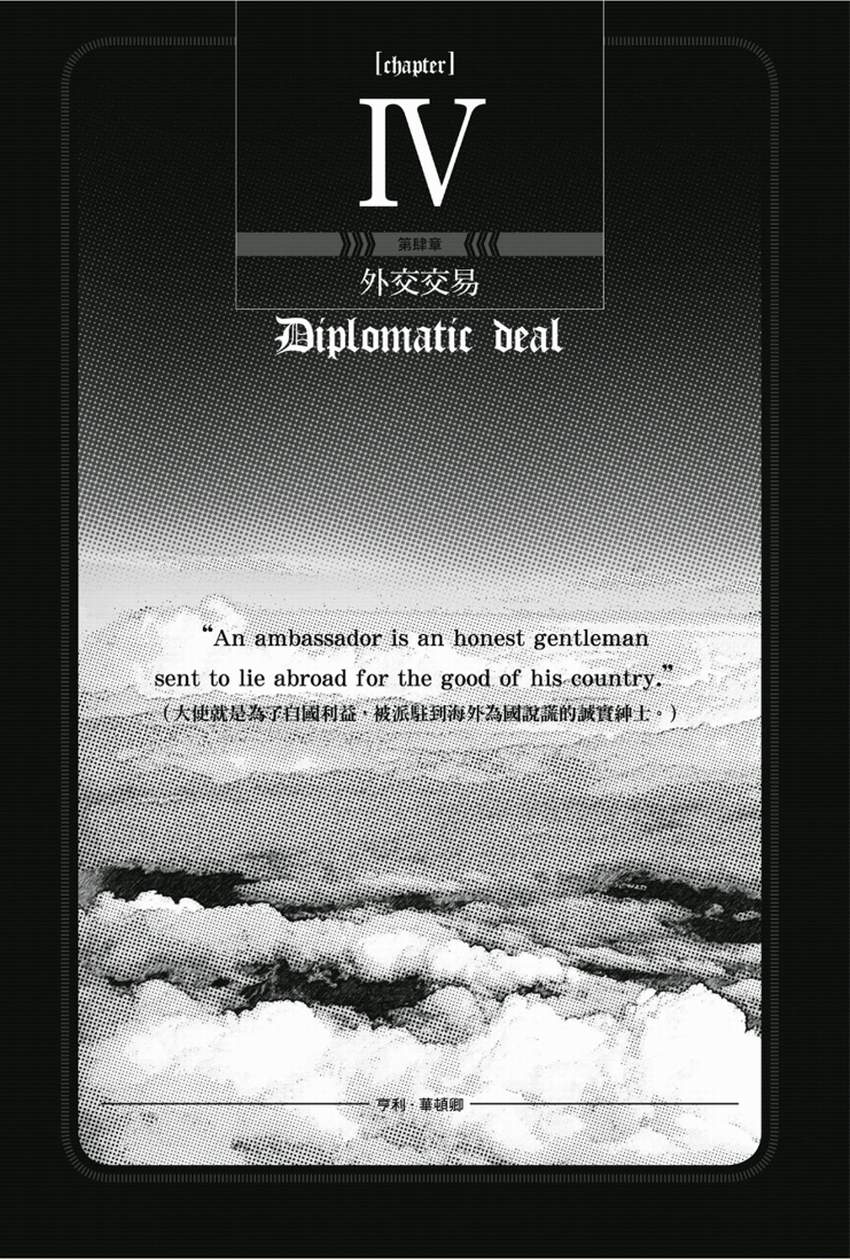 [chapter]
IV
第肆章
外交交易
Diplomatic deal
“An ambassador is an honest gentleman
sent to lie abroad for the good of his country.”
（大使就是為了自國利益，被派駐到海外為國說謊的誠實紳士。）
亨利·華頓卿